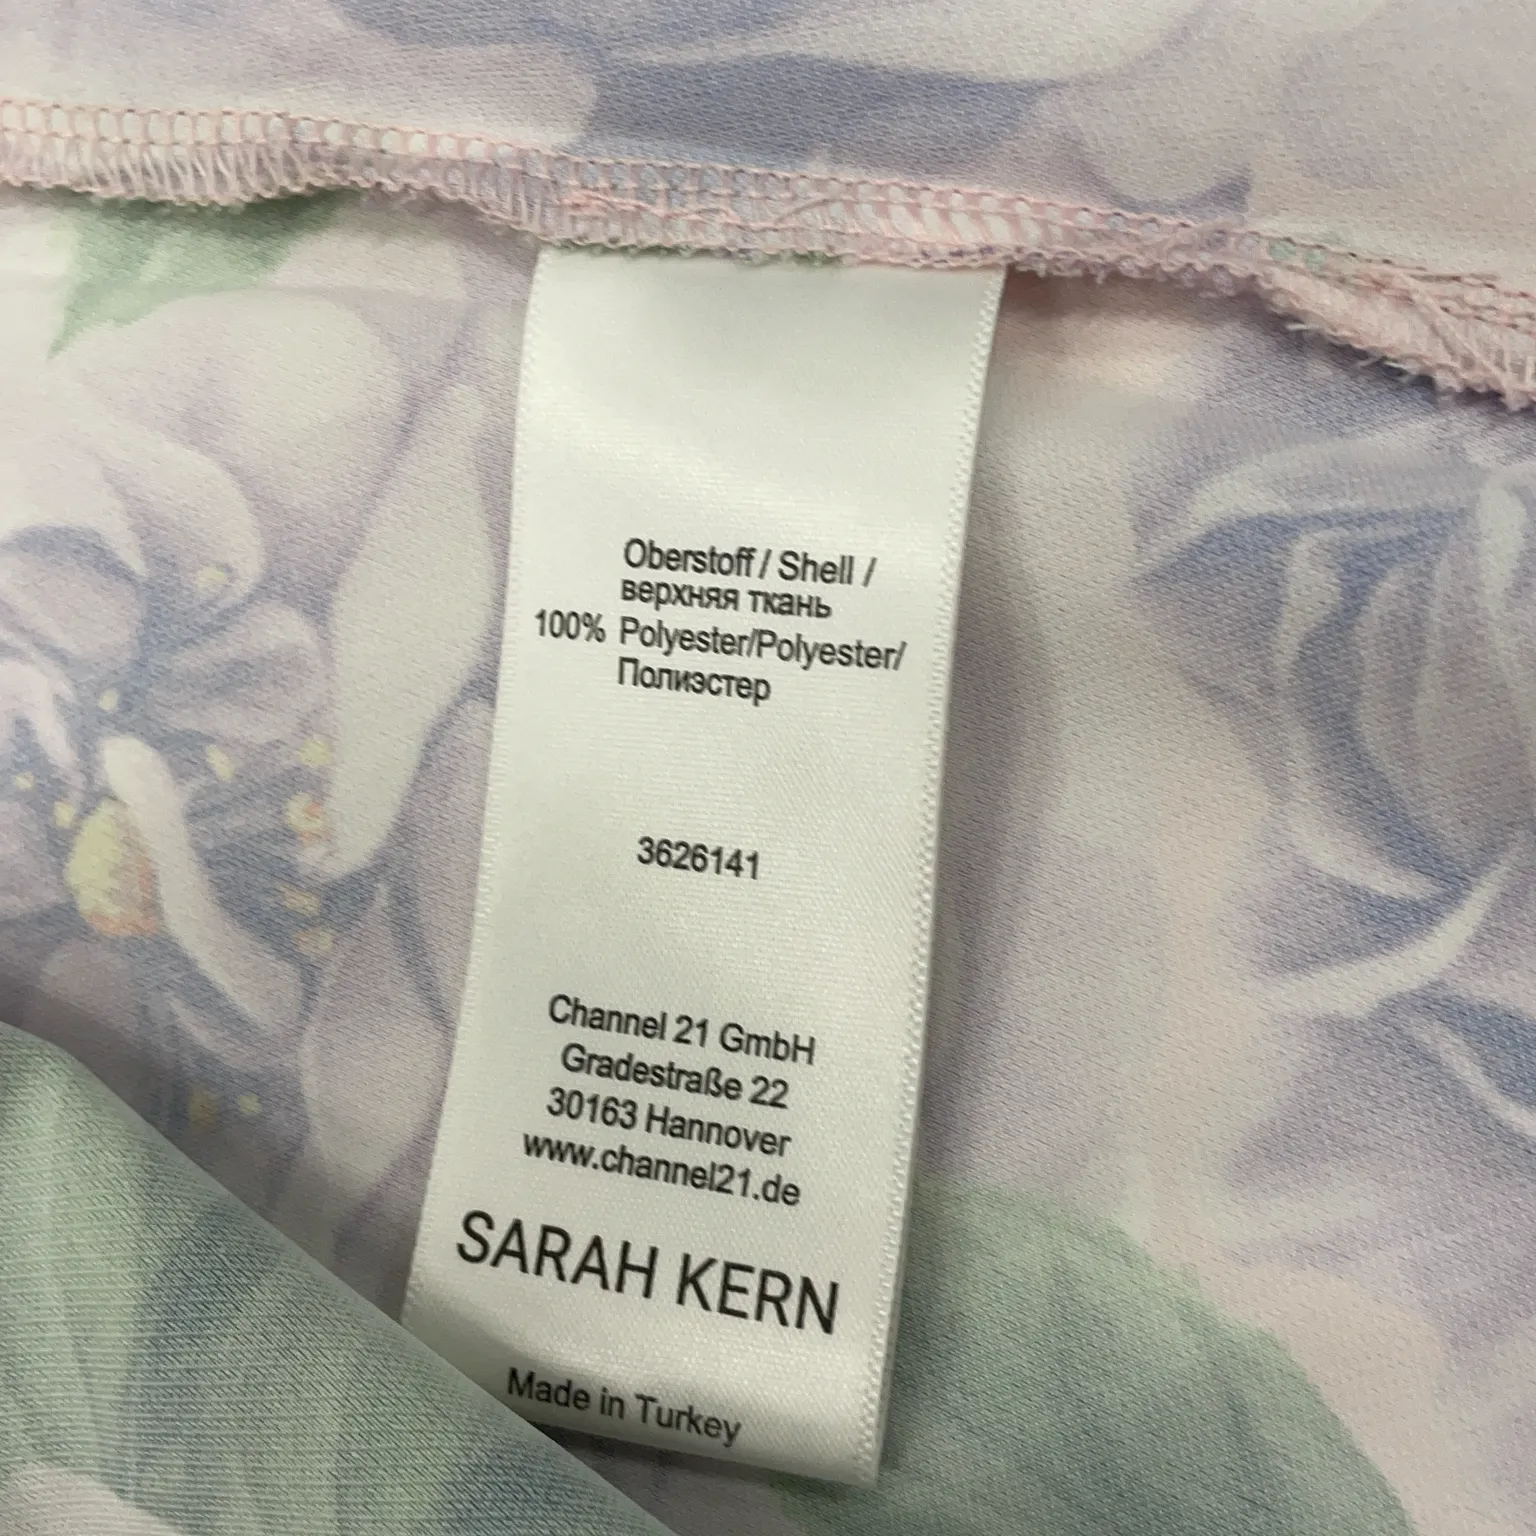 Oberstoff / Shell /
верхняя ткань
100% Polyester/Polyester/
Полиэстер
3626141
Channel 21 GmbH
Gradestraße 22
30163 Hannover
www.channel21.de
SARAH KERN
Made in Turkey